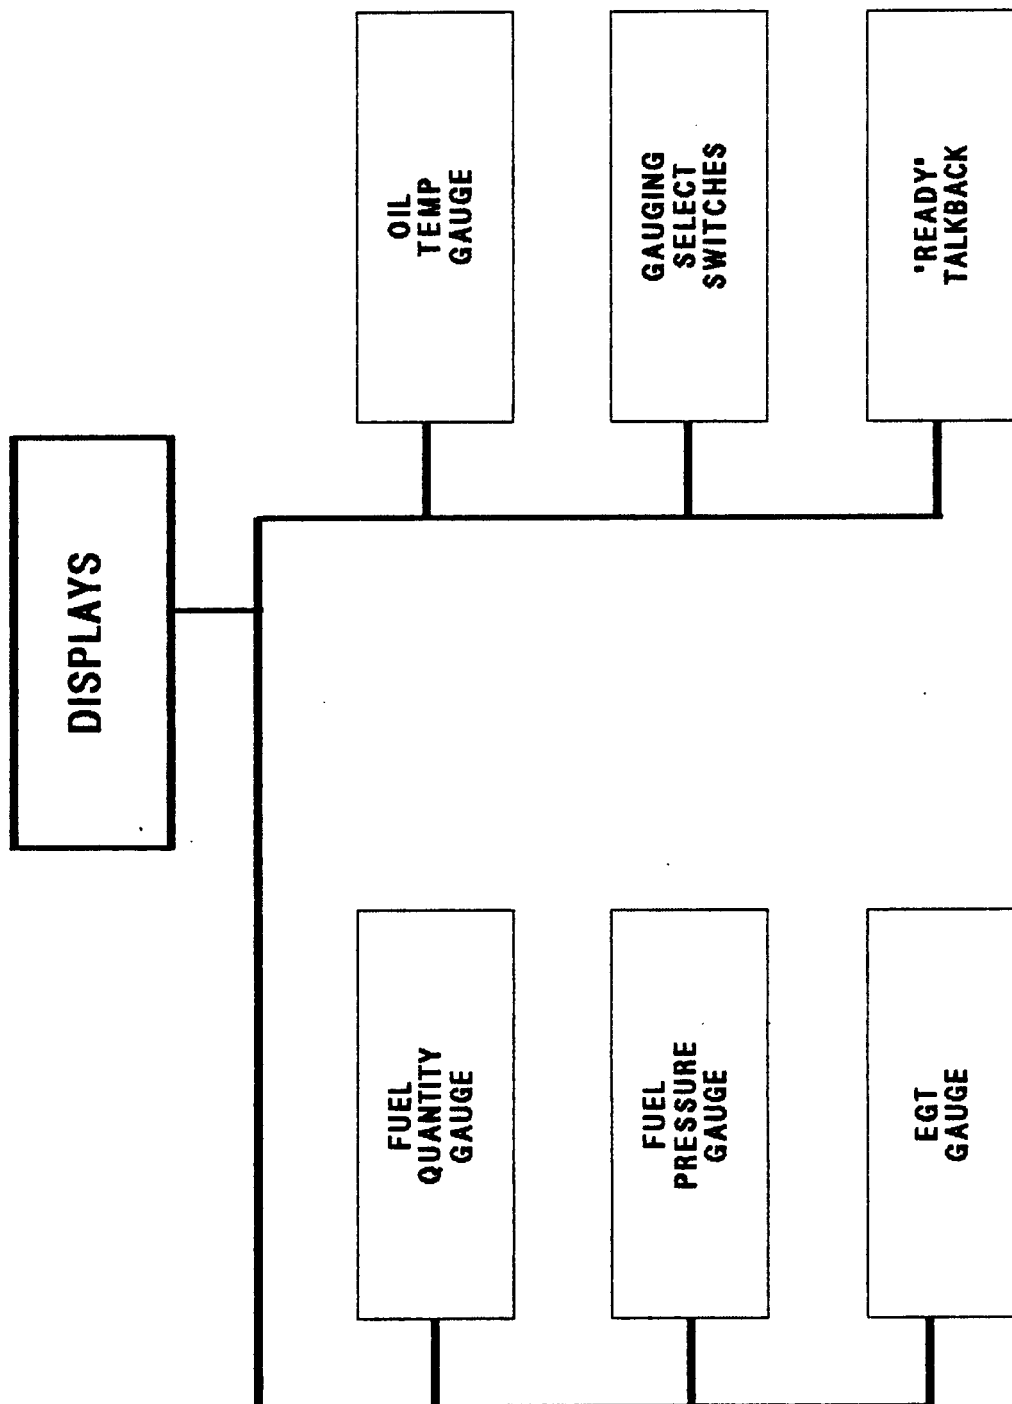 DISPLAYS
FUEL
QUANTITY
GAUGE
FUEL
PRESSURE
GAUGE
EGT
GAUGE
OIL
TEMP
GAUGE
GAUGING
SELECT
SWITCHES
'READY'
TALKBACK